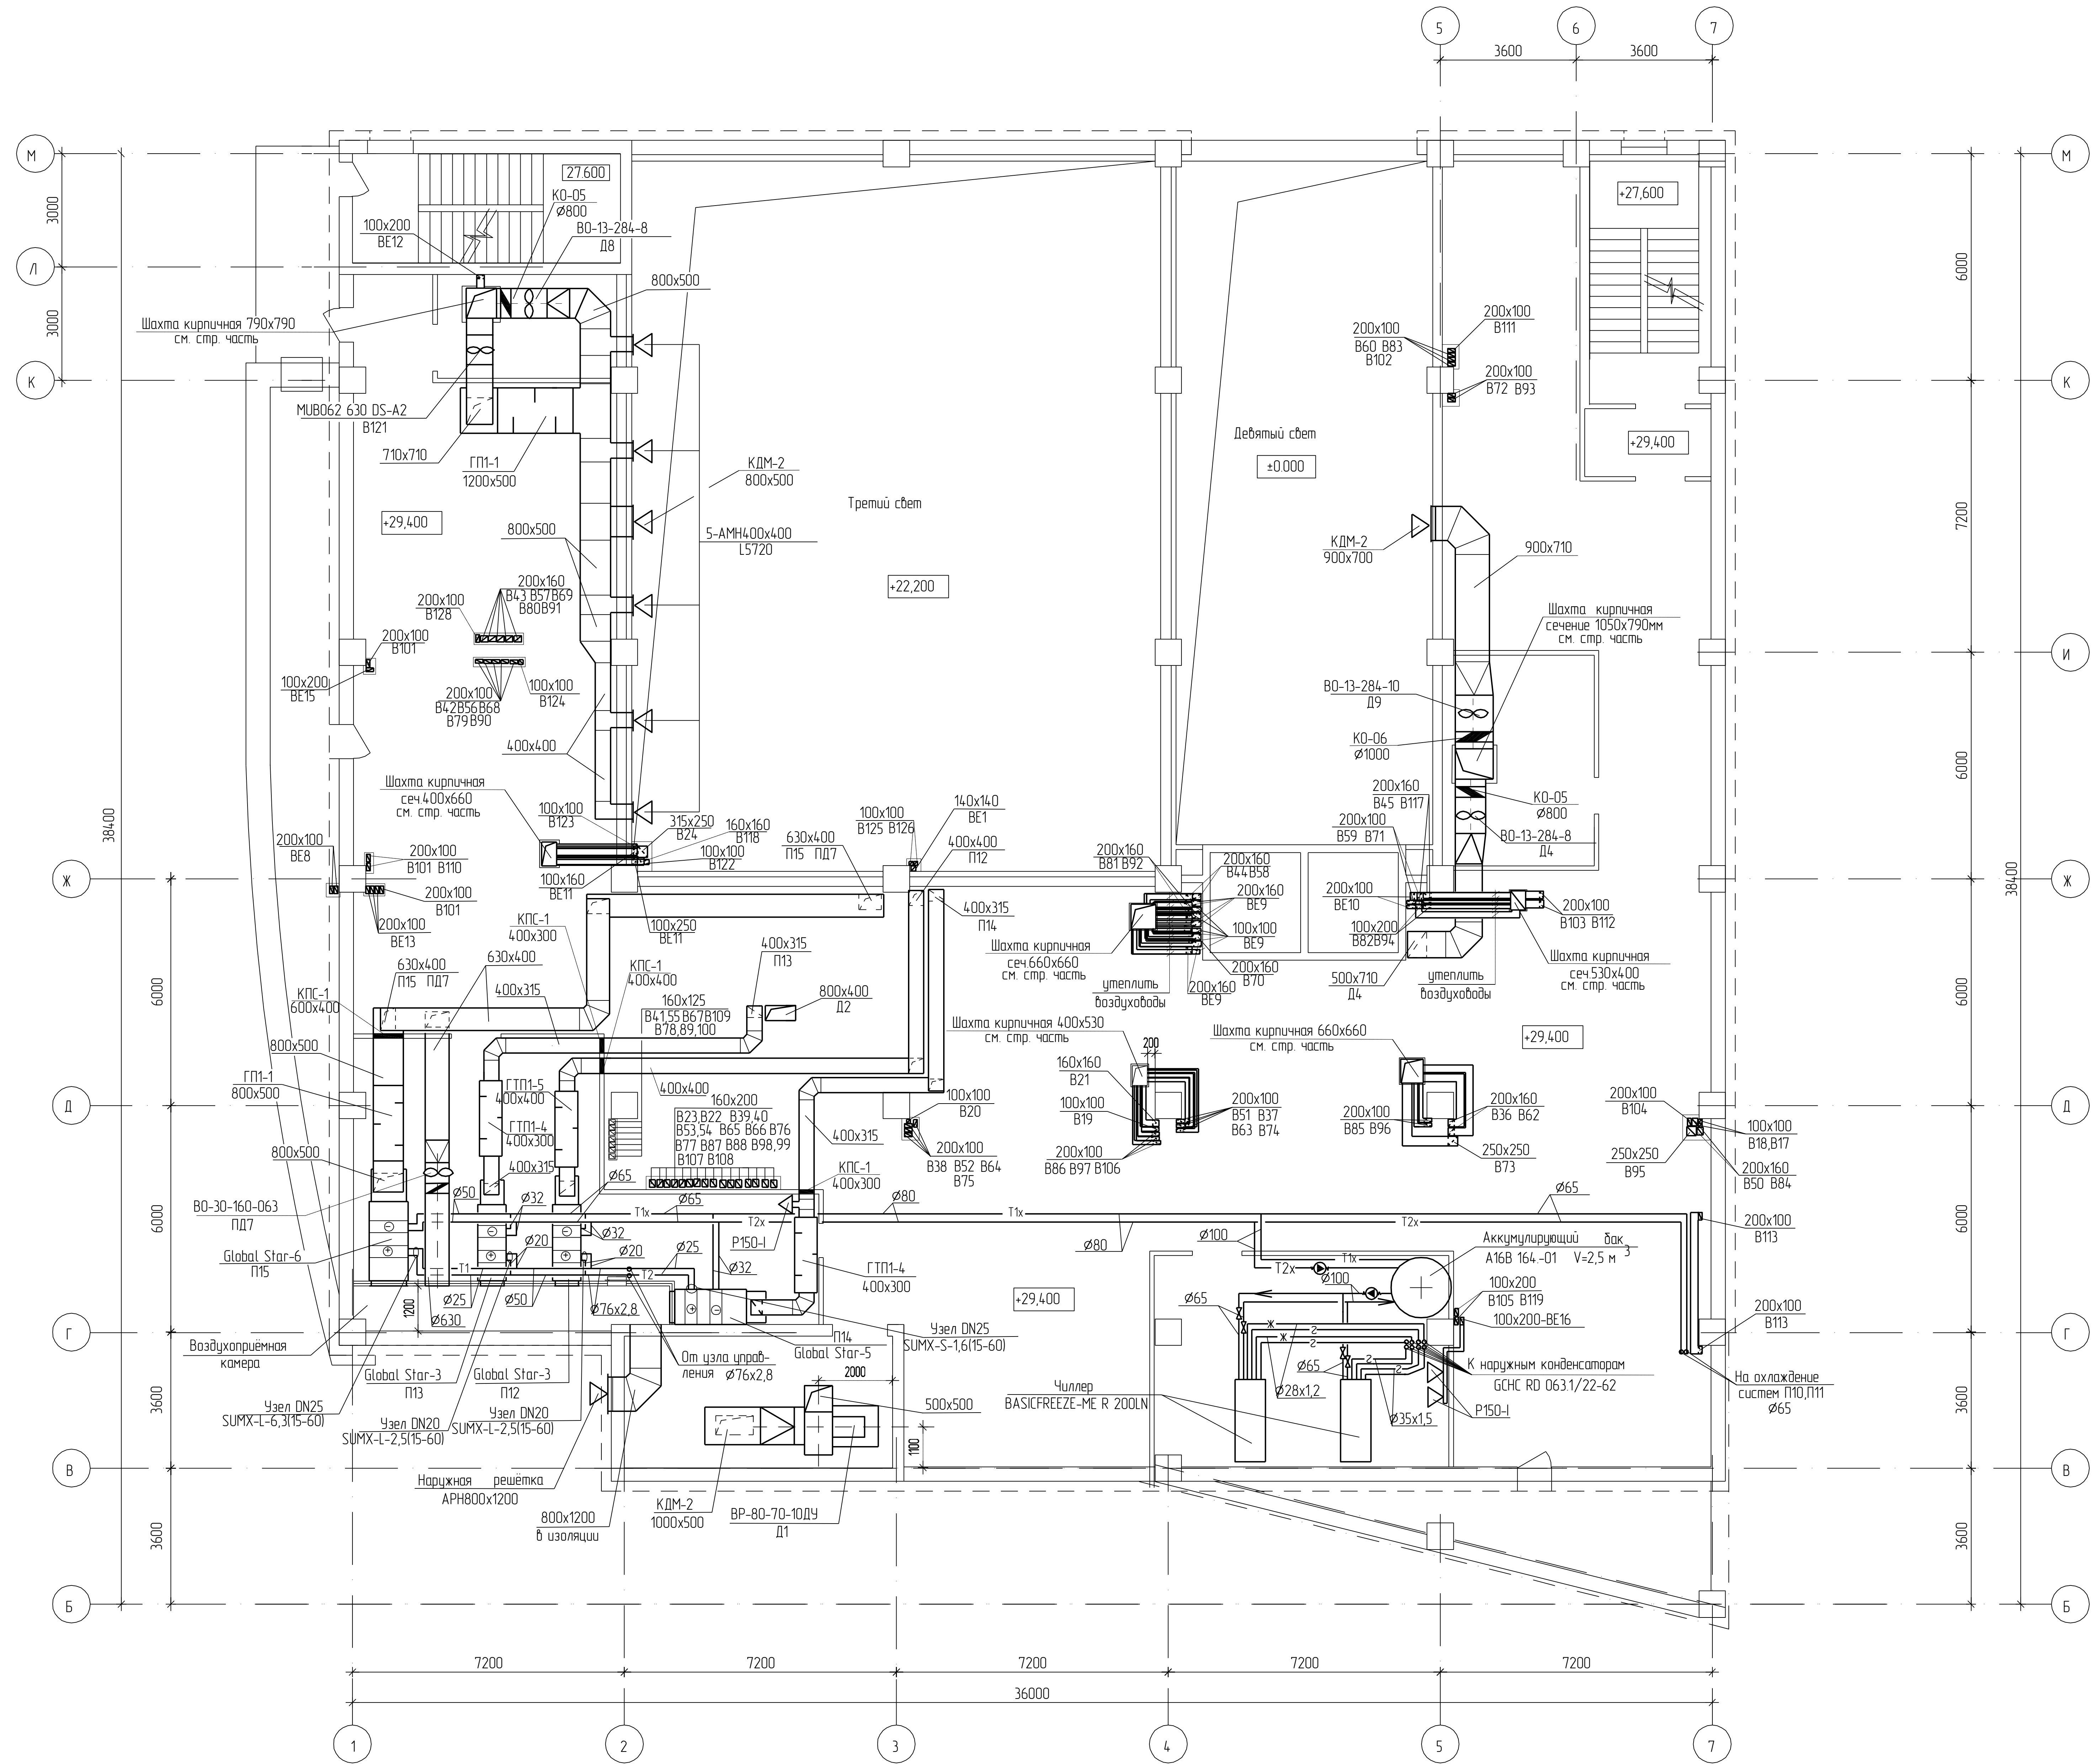 5
6
7
3600
3600
М
М
27.600
+27,600
КО-05
Ø800
100х200
ВЕ12
ВО-13-284-8
Д8
3000
6000
Л
800х500
Шахта кирпичная 790х790
см. стр. часть
3000
200х100
В111
200х100
В60 В83
В102
200х100
В72 В93
К
К
MUB062 630 DS-A2
В121
710х710
ГП1-1
1200х500
КДМ-2
800х500
Девятый свет
±0.000
+29,400
Третий свет
+29,400
800х500
5-АМН400х400
L5720
7200
КДМ-2
900х700
900х710
+22,200
200х160
В43 В57В69
В80В91
200х100
В128
200х100
В101
Шахта кирпичная
сечение 1050х790мм
см. стр. часть
И
100х200
ВЕ15
200х100
В42В56В68
В79В90
100х100
В124
ВО-13-284-10
Д9
400х400
КО-06
Ø1000
6000
Шахта кирпичная
сеч.400х660
см. стр. часть
100х100
В123
315х250
В24
160х160
В118
100х100
В122
630х400
П15 ПД7
100х100
В125 В126
140х140
ВЕ1
400х400
П12
200х160
В45 В117
200х100
В59 В71
КО-05
Ø800
ВО-13-284-8
Д4
38400
38400
200х100
ВЕ8
200х100
В101 В110
200х160
В81В92
200х160
В44В58
Ж
Ж
200х100
В101
100х160
ВЕ11
200х160
ВЕ9
200х100
ВЕ10
200х100
В103 В112
200х100
ВЕ13
КПС-1
400х300
100х250
ВЕ11
400х315
П14
100х100
ВЕ9
100х200
В82В94
400х315
П13
Шахта кирпичная
сеч.660х660
см. стр. часть
Шахта кирпичная
сеч.530х400
см. стр. часть
630х400
П15 ПД7
630х400
КПС-1
400х400
200х160
В70
500х710
Д4
утеплить
воздуховоды
утеплить
воздуховоды
200х160
ВЕ9
6000
6000
КПС-1
600х400
400х315
160х125
В41,55В67В109
В78,89,100
800х400
Д2
Шахта кирпичная 400х530
см. стр. часть
Шахта кирпичная 660х660
см. стр. часть
+29,400
800х500
200
ГП1-1
800х500
ГТП1-5
400х400
400х400
160х160
В21
160х200
В23,В22 В39,40
В53,54 В65 В66 В76
В77 В87 В88 В98,99
В107 В108
100х100
В20
100х100
В19
200х100
В51 В37
В63 В74
200х100
В85 В96
200х160
В36 В62
200х100
В104
Д
Д
100х100
В18,В17
ГТП1-4
400х300
400х315
200х100
В38 В52 В64
В75
200х100
В86 В97 В106
250х250
В73
250х250
В95
200х160
В50 В84
800х500
400х315
КПС-1
400х300
Ø65
Ø50
Ø32
Ø65
Ø80
Ø65
ВО-30-160-063
ПД7
Т1х
Т2х
Т1х
Т2х
6000
6000
Ø32
Р150-I
Ø80
Ø100
200х100
В113
Global Star-6
П15
Ø20
Ø20
Ø25
Т1
Т2
Ø32
ГТП1-4
400х300
Т1х
Т2х
Аккумулирующий бак
А16В 164.-01 V=2,5 м 3
Ø100
1200
Ø25
Ø50
Ø76х2,8
Ø630
+29,400
Ø65
100х200
В105 В119
100х200-ВЕ16
200х100
В113
Г
Г
Воздухоприёмная
камера
П14
Global Star-5
Узел DN25
SUMX-S-1,6(15-60)
Ж
Ж
2
2
2
2
От узла управ-
ления Ø76х2,8
Global Star-3
П13
Global Star-3
П12
2000
Ø65
К наружным конденсаторам
GCHC RD 063.1/22-62
На охлаждение
систем П10,П11
Ø65
Чиллер
BASICFREEZE-ME R 200LN
Ø28х1,2
Ø35х1,5
Р150-I
Узел DN25
SUMX-L-6,3(15-60)
Узел DN20
SUMX-L-2,5(15-60)
Узел DN20
SUMX-L-2,5(15-60)
500х500
3600
3600
1100
В
В
Наружная решётка
АРН800х1200
КДМ-2
1000х500
ВР-80-70-10ДУ
Д1
800х1200
в изоляции
3600
3600
Б
Б
7200
7200
7200
7200
7200
36000
1
2
3
4
5
7